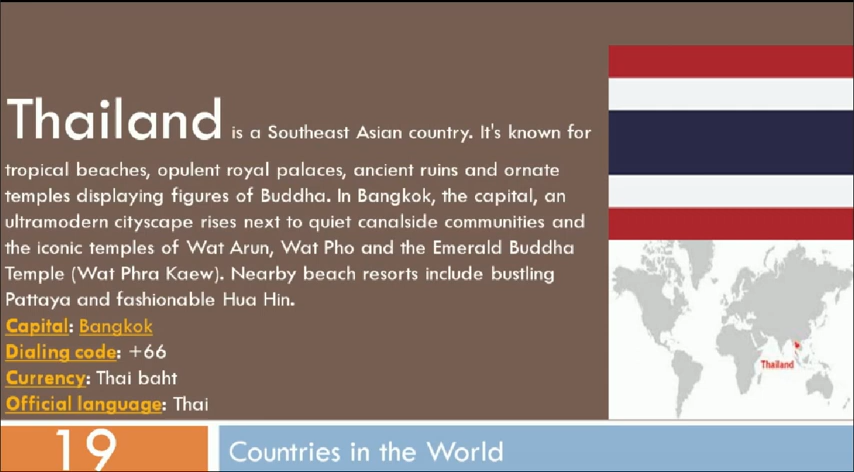 Thailand is a Southeast Asian country. It's known for
tropical beaches, opulent royal palaces, ancient ruins and ornate
temples displaying figures of Buddha. In Bangkok, the capital, an
ultramodern cityscape rises next to quiet canalside communities and
the iconic temples of Wat Arun, Wat Pho and the Emerald Buddha
Temple (Wat Phra Kaew). Nearby beach resorts include bustling
Pattaya and fashionable Hua Hin.
Capital: Bangkok
Dialing code: +66
Currency: Thai baht
Official language: Thai
Thailand
19
Countries in the World